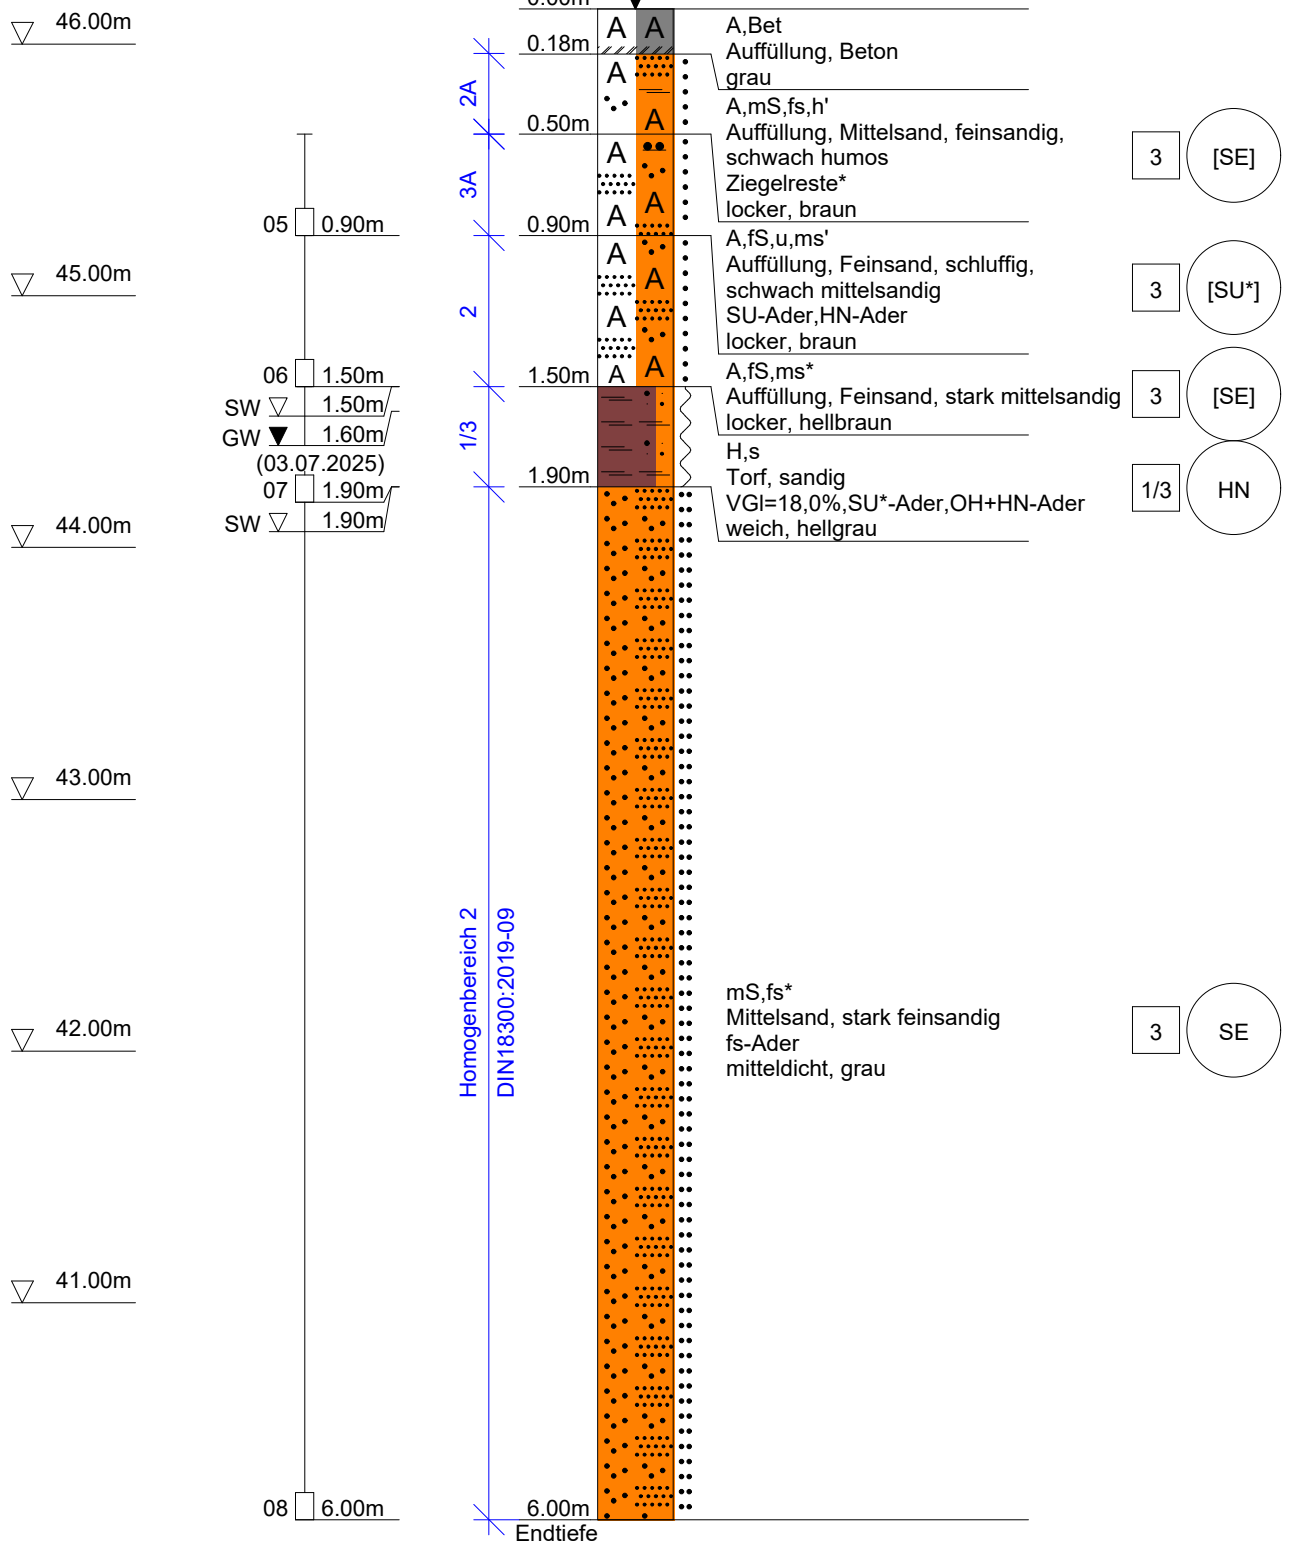 0.00m
46.00m
A A
A,Bet
Auffüllung, Beton
grau
0.18m
A
2A
A
0.50m
A,mS,fs,h'
Auffüllung, Mittelsand, feinsandig,
schwach humos
Ziegelreste*
locker, braun
3 [SE]
A
3A
A
A
05 0.90m
0.90m
A,fS,u,ms'
Auffüllung, Feinsand, schluffig,
schwach mittelsandig
SU-Ader,HN-Ader
locker, braun
3 [SU*]
45.00m
A
A
2
A
A
A
06 1.50m
1.50m
A,fS,ms*
Auffüllung, Feinsand, stark mittelsandig
locker, hellbraun
3 [SE]
SW 1.50m
GW 1.60m
(03.07.2025)
1/3
07 1.90m
1.90m
SW 1.90m
H,s
Torf, sandig
VGl=18,0%,SU*-Ader,OH+HN-Ader
weich, hellgrau
1/3 HN
44.00m
43.00m
Homogenbereich 2
DIN18300:2019-09
mS,fs*
Mittelsand, stark feinsandig
fs-Ader
mitteldicht, grau
3 SE
42.00m
41.00m
08 6.00m
6.00m
Endtiefe